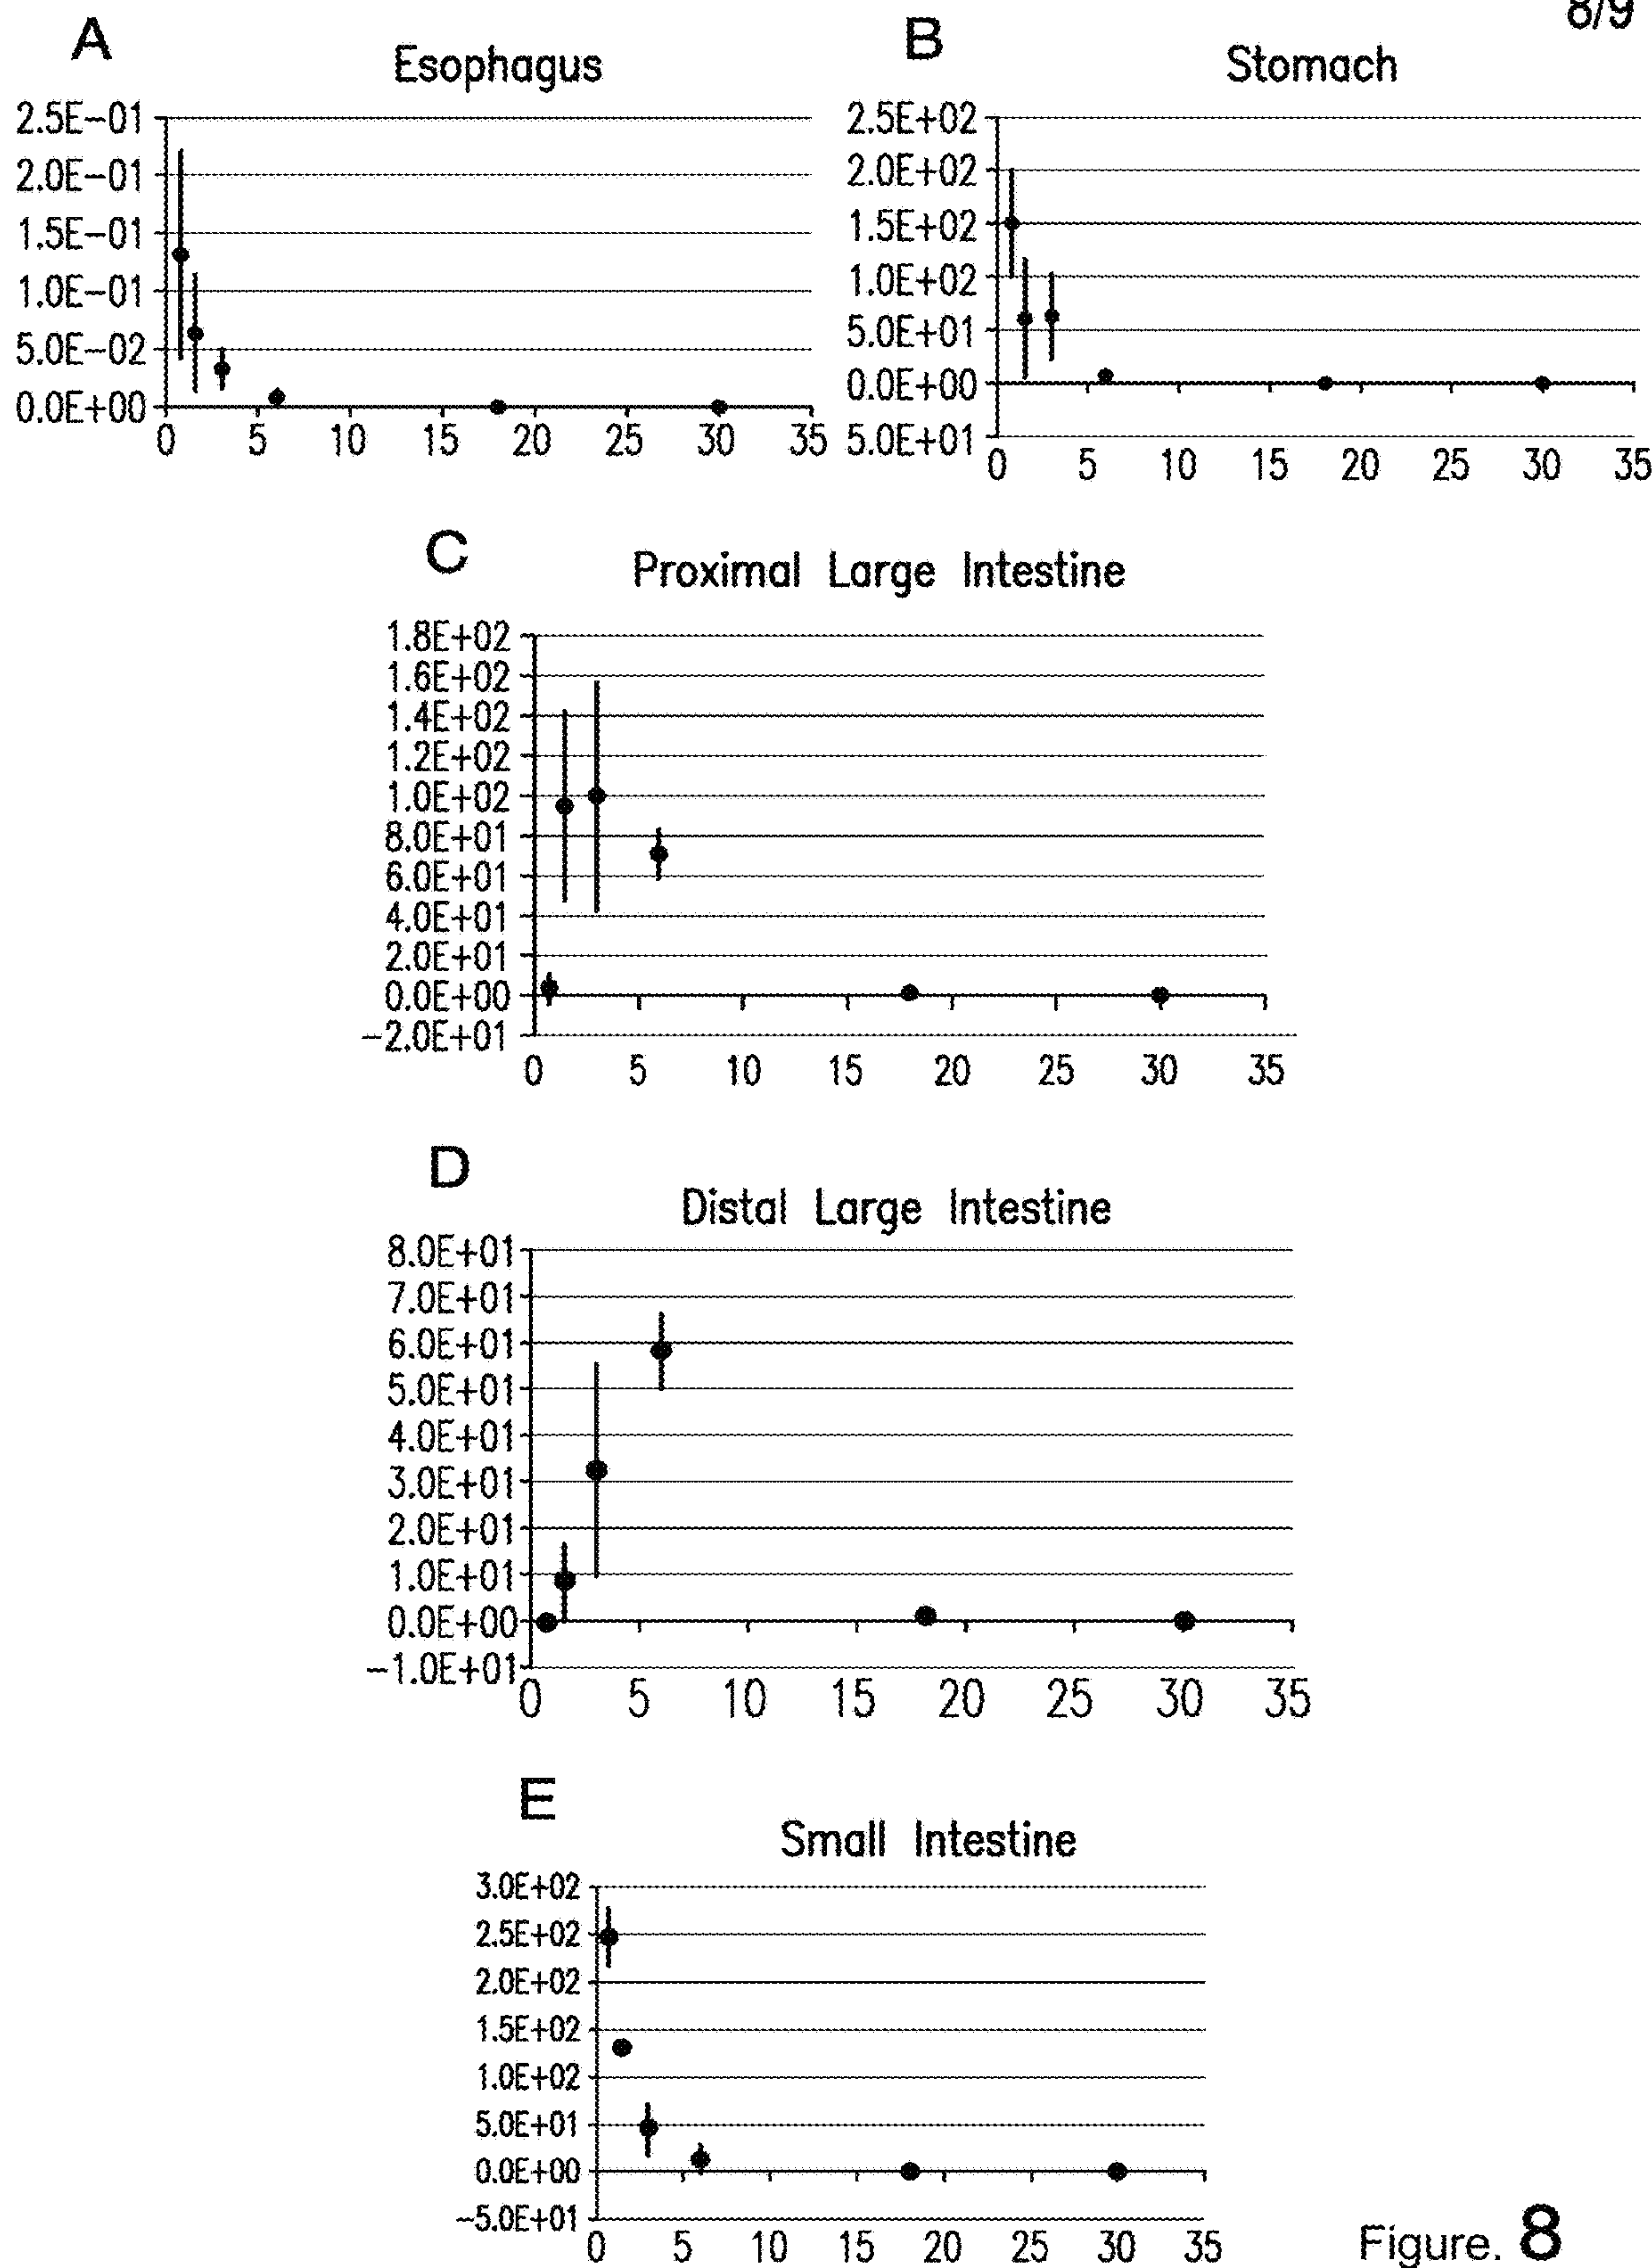 8/9
A
Esophagus
2.5E-01
2.0E-01
1.5E-01
1.0E-01
5.0E-02
0.0E+00
0 5 10 15 20 25 30 35
B
Stomach
2.5E+02
2.0E+02
1.5E+02
1.0E+02
5.0E+01
0.0E+00
5.0E+01
0 5 10 15 20 25 30 35
C
Proximal Large Intestine
1.8E+02
1.6E+02
1.4E+02
1.2E+02
1.0E+02
8.0E+01
6.0E+01
4.0E+01
2.0E+01
0.0E+00
-2.0E+01
0 5 10 15 20 25 30 35
D
Distal Large Intestine
8.0E+01
7.0E+01
6.0E+01
5.0E+01
4.0E+01
3.0E+01
2.0E+01
1.0E+01
0.0E+00
-1.0E+01
0 5 10 15 20 25 30 35
E
Small Intestine
3.0E+02
2.5E+02
2.0E+02
1.5E+02
1.0E+02
5.0E+01
0.0E+00
-5.0E+01
0 5 10 15 20 25 30 35
Figure. 8